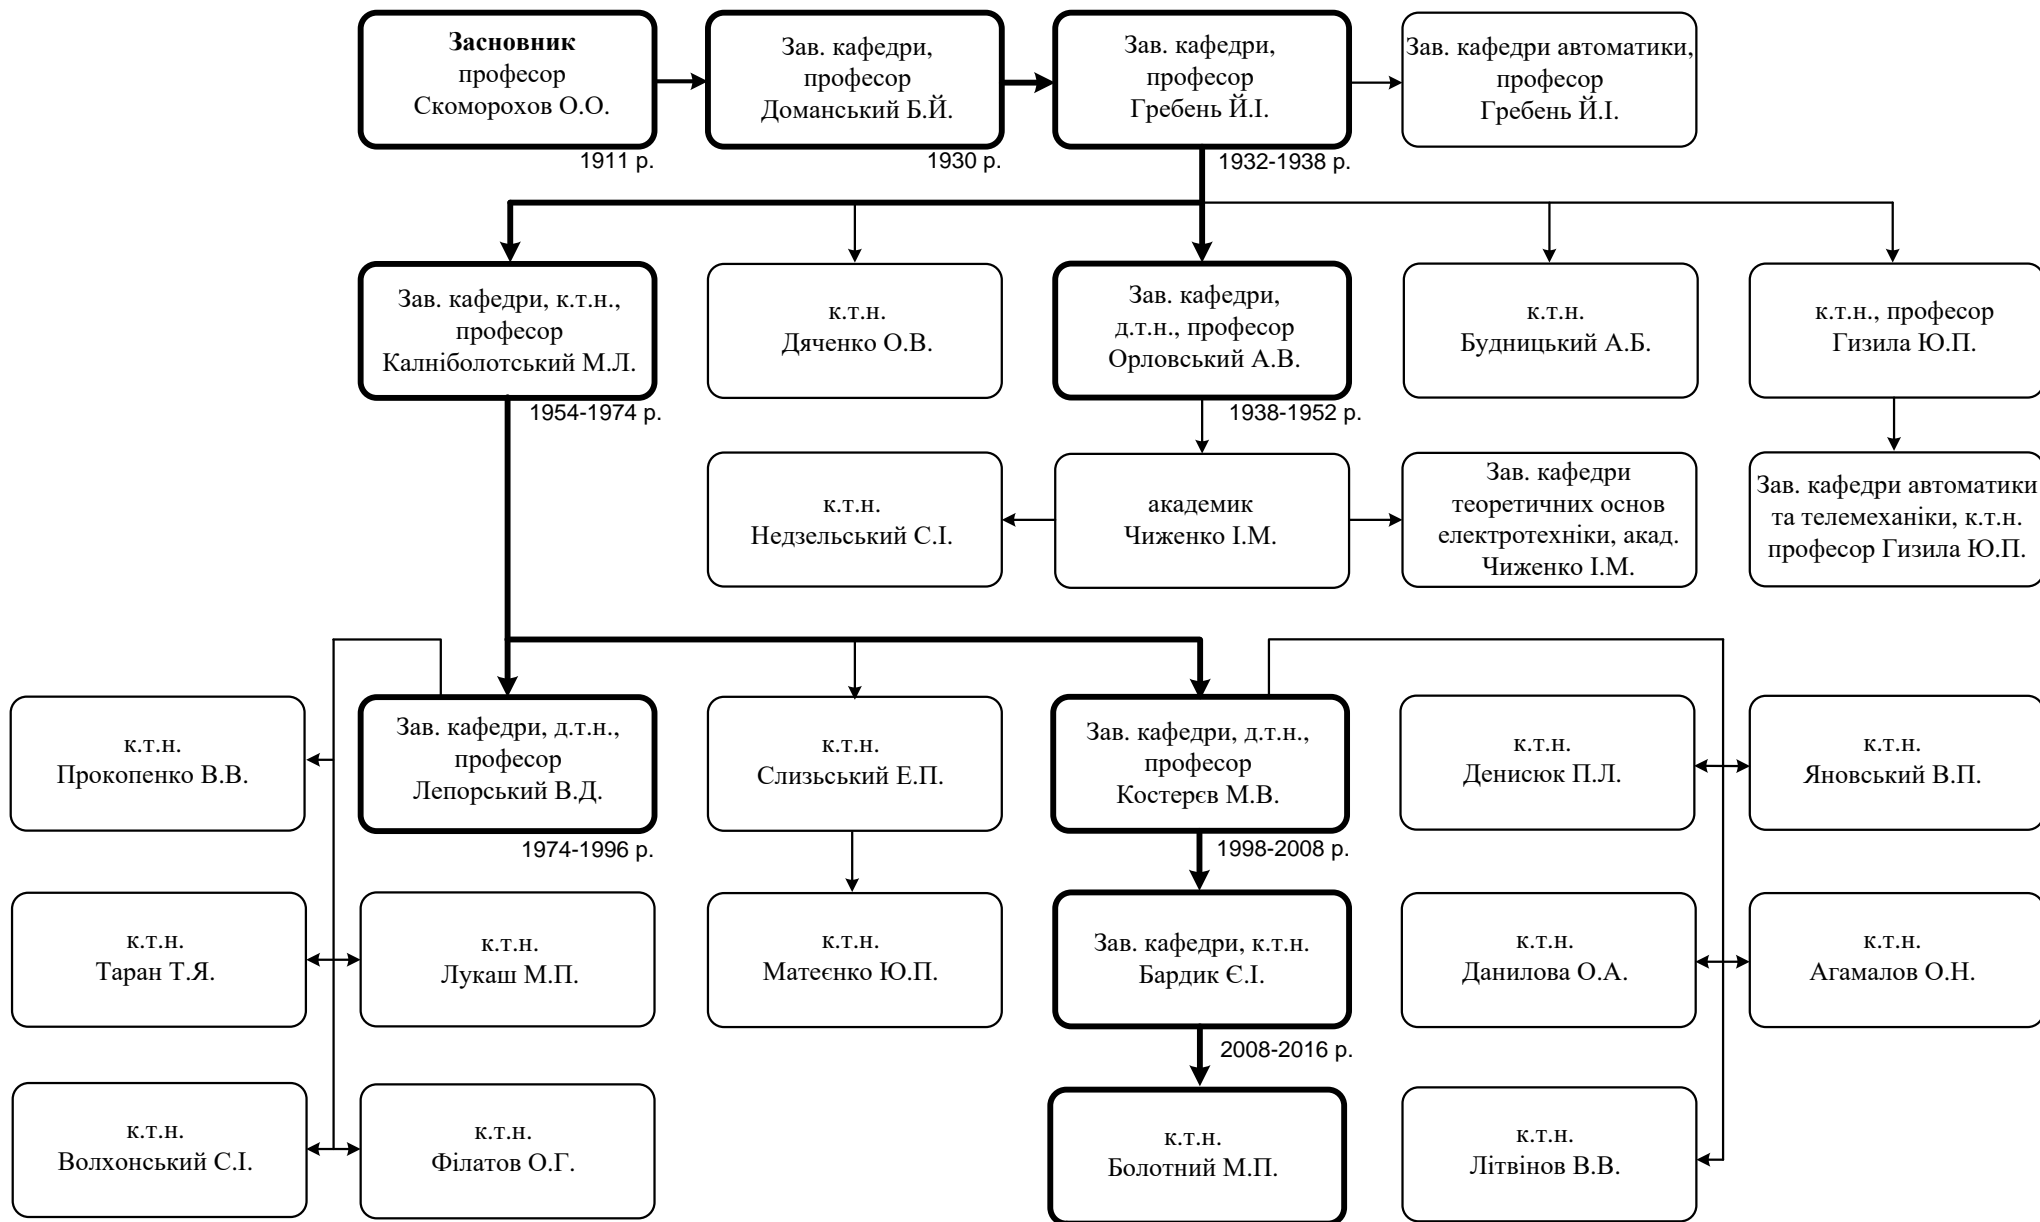 Засновник
професор
Скоморохов О.О.
1911 р.
Зав. кафедри,
професор
Доманський Б.Й.
1930 р.
Зав. кафедри,
професор
Гребень Й.І.
1932-1938 р.
Зав. кафедри автоматики,
професор
Гребень Й.І.
Зав. кафедри, к.т.н.,
професор
Калніболотський М.Л.
1954-1974 р.
к.т.н.
Дяченко О.В.
Зав. кафедри,
д.т.н., професор
Орловський А.В.
1938-1952 р.
к.т.н.
Будницький А.Б.
к.т.н., професор
Гизила Ю.П.
к.т.н.
Недзельський С.І.
академик
Чиженко І.М.
Зав. кафедри
теоретичних основ
електротехніки, акад.
Чиженко І.М.
Зав. кафедри автоматики
та телемеханіки, к.т.н.
професор Гизила Ю.П.
к.т.н.
Прокопенко В.В.
Зав. кафедри, д.т.н.,
професор
Лепорський В.Д.
1974-1996 р.
к.т.н.
Слизьський Е.П.
Зав. кафедри, д.т.н.,
професор
Костерєв М.В.
1998-2008 р.
к.т.н.
Денисюк П.Л.
к.т.н.
Яновський В.П.
к.т.н.
Таран Т.Я.
к.т.н.
Лукаш М.П.
к.т.н.
Матеєнко Ю.П.
Зав. кафедри, к.т.н.
Бардик Є.І.
2008-2016 р.
к.т.н.
Данилова О.А.
к.т.н.
Агамалов О.Н.
к.т.н.
Волхонський С.І.
к.т.н.
Філатов О.Г.
к.т.н.
Болотний М.П.
к.т.н.
Літвінов В.В.